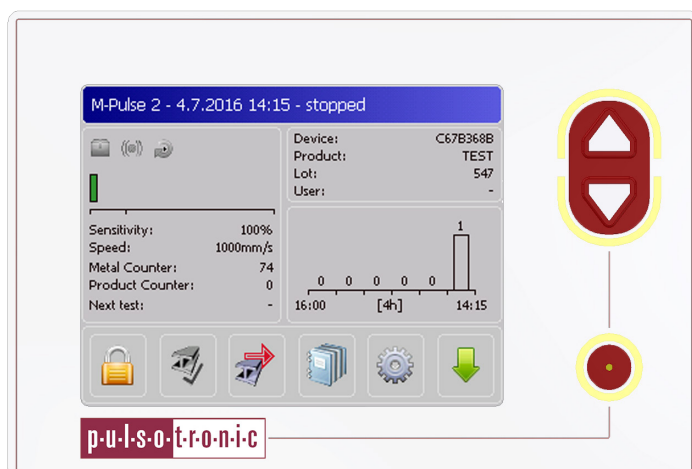 M-Pulse 2 - 4.7.2016 14:15 - stopped
Device: C67B368B
Product: TEST
Lot: 547
User: -
Sensitivity: 100%
Speed: 1000mm/s
Metal Counter: 74
Product Counter: 0
Next test: -
1
0 0 0 0 0
16:00 [4h] 14:15
p·u·l·s·o·t·r·o·n·i·c